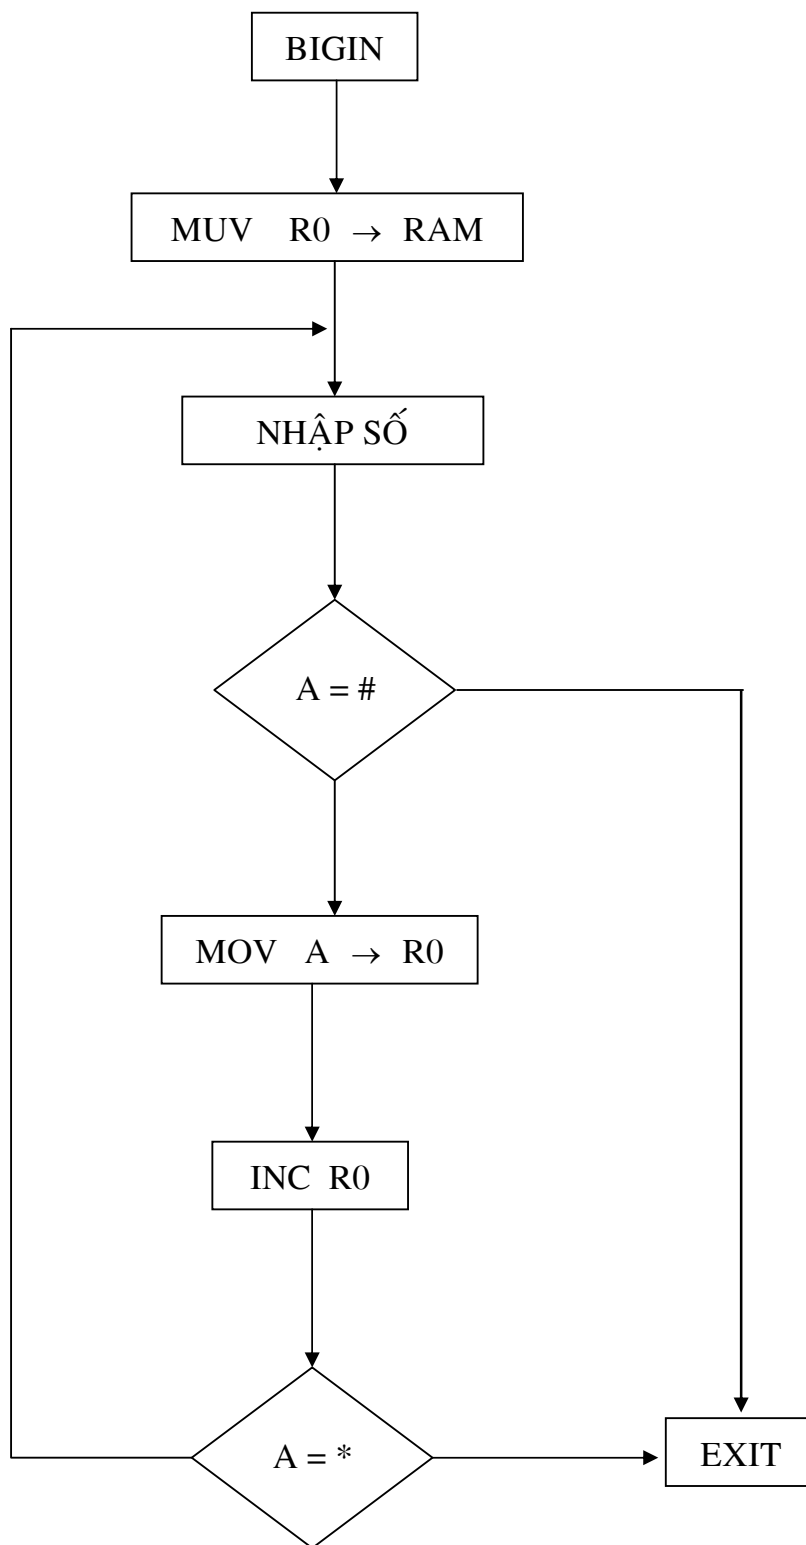 BIGIN
MUV R0 → RAM
NHẬP SỐ
A = #
MOV A → R0
INC R0
A = *
EXIT